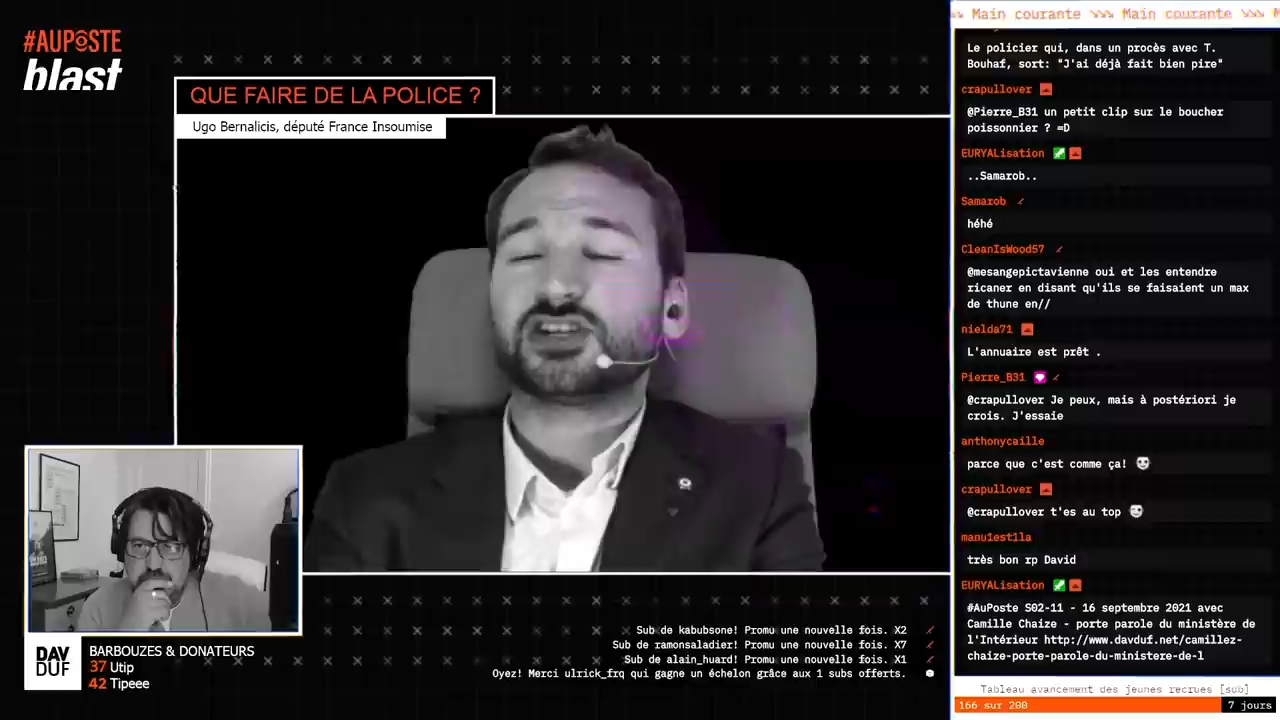 #AUPOSTE
blast
QUE FAIRE DE LA POLICE ?
Ugo Bernalicis, député France Insoumise
DAV
DUF
BARBOUZES & DONATEURS
37 Utip
42 Tipeee
Sub de kabubsone! Promu une nouvelle fois. X2
Sub de ramonsaladier! Promu une nouvelle fois. X7
Sub de alain_huard! Promu une nouvelle fois. X1
Oyez! Merci ulrick_frq qui gagne un échelon grâce aux 1 subs offerts.
Main courante Main courante
Le policier qui, dans un procès avec T.
Bouhaf, sort: "J'ai déjà fait bien pire"
crapullover
@Pierre_B31 un petit clip sur le boucher
poissonnier ? =D
EURYALisation
..Samarob..
Samarob
héhé
CleanIsWood57
@mesangepictavienne oui et les entendre
ricaner en disant qu'ils se faisaient un max
de thune en//
nielda71
L'annuaire est prêt .
Pierre_B31
@crapullover Je peux, mais à postériori je
crois. J'essaie
anthonycaille
parce que c'est comme ça!
crapullover
@crapullover t'es au top
manu1est1la
très bon rp David
EURYALisation
#AuPoste S02-11 - 16 septembre 2021 avec
Camille Chaize - porte parole du ministère de
l'Intérieur http://www.davduf.net/camillez-
chaize-porte-parole-du-ministere-de-l
Tableau avancement des jeunes recrues [sub]
166 sur 200
7 jours